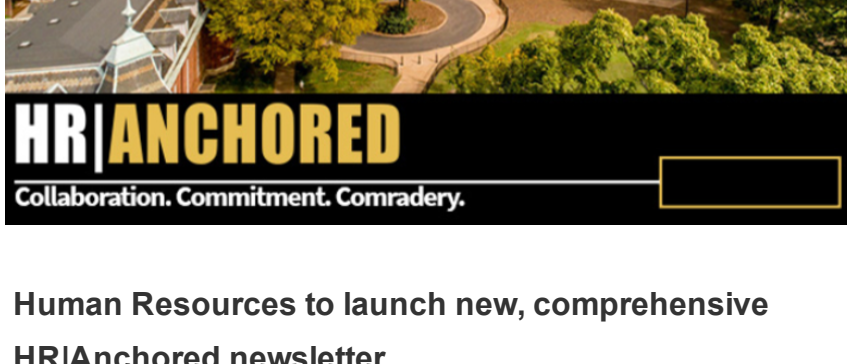 HR|ANCHORED
Collaboration. Commitment. Comradery.
Human Resources to launch new, comprehensive
HR|Anchored newsletter